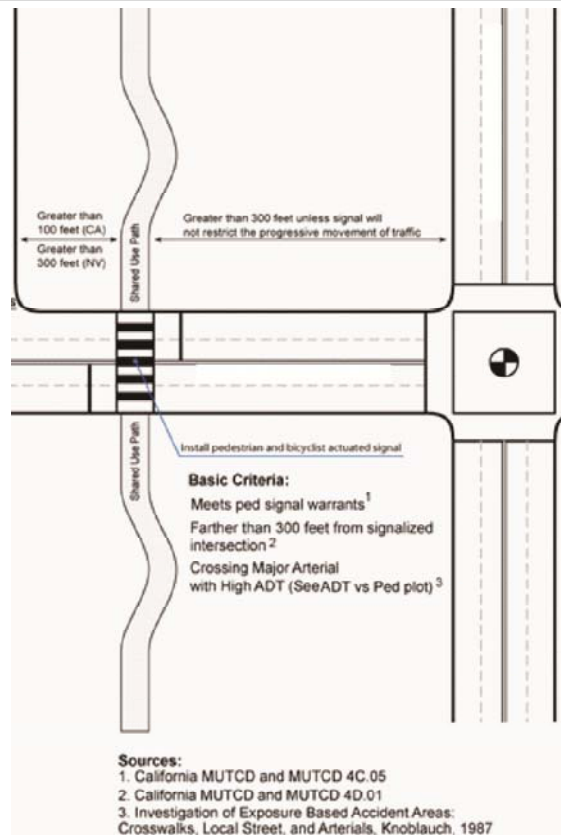 Greater than
100 feet (CA)
Greater than
300 feet (NV)
Shared Use Path
Greater than 300 feet unless signal will
not restrict the progressive movement of traffic
Install pedestrian and bicyclist actuated signal
Shared Use Path
Basic Criteria:
Meets ped signal warrants1
Farther than 300 feet from signalized
intersection2
Crossing Major Arterial
with High ADT (SeeADT vs Ped plot)3
Sources:
1. California MUTCD and MUTCD 4C.05
2. California MUTCD and MUTCD 4D.01
3. Investigation of Exposure Based Accident Areas:
Crosswalks, Local Street, and Arterials, Knoblauch, 1987